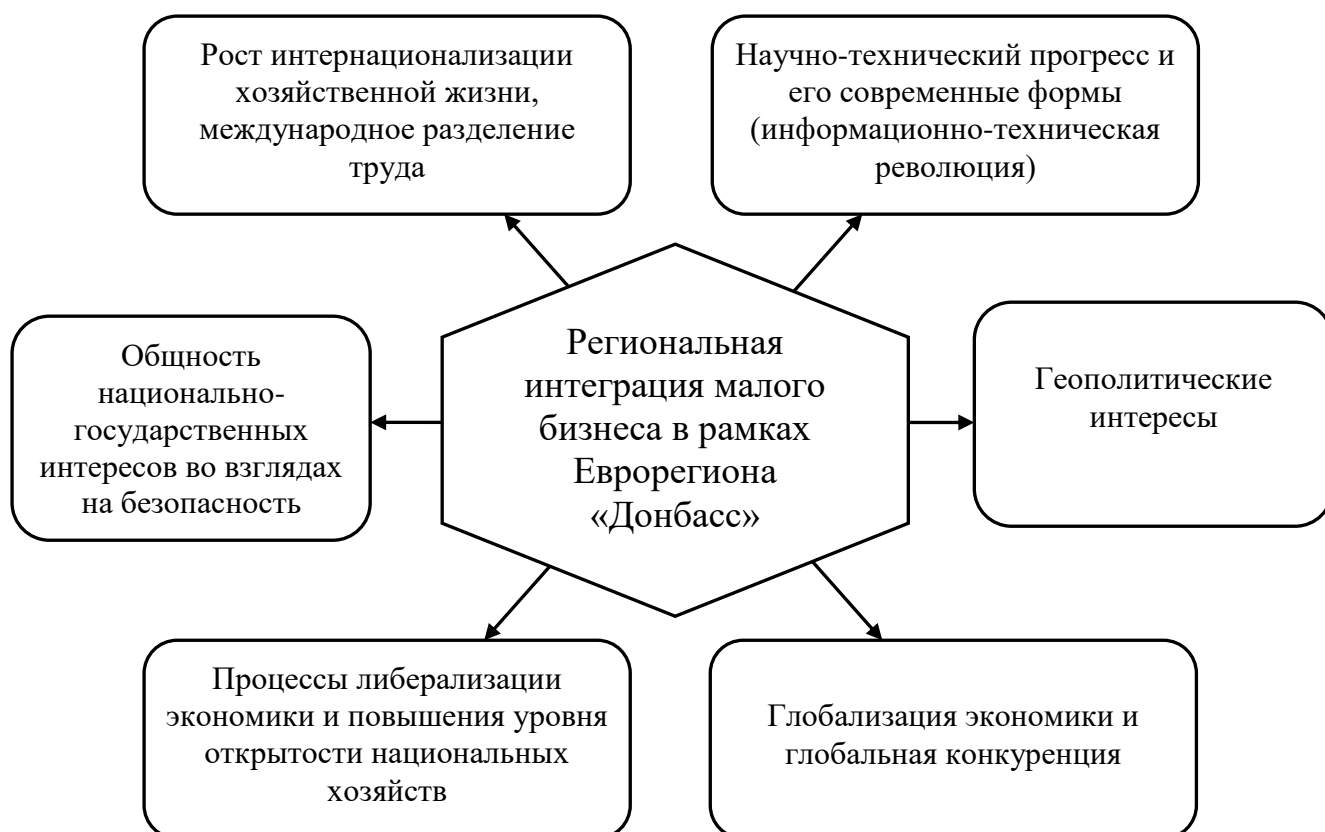 Рост интернационализации
хозяйственной жизни,
международное разделение
труда
Научно-технический прогресс и
его современные формы
(информационно-техническая
революция)
Общность
национально-
государственных
интересов во взглядах
на безопасность
Региональная
интеграция малого
бизнеса в рамках
Еврорегиона
«Донбасс»
Геополитические
интересы
Процессы либерализации
экономики и повышения уровня
открытости национальных
хозяйств
Глобализация экономики и
глобальная конкуренция